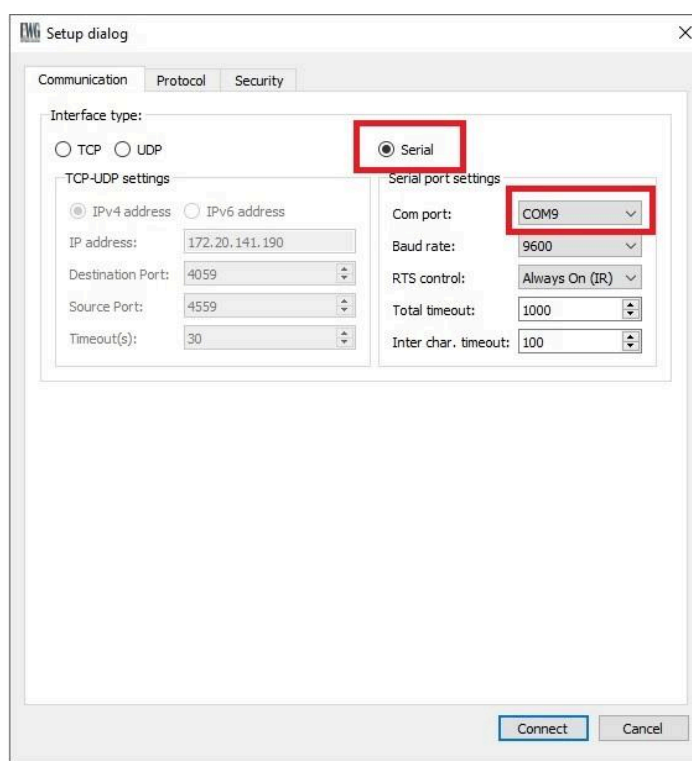 EWG Setup dialog
Communication Protocol Security
Interface type:
TCP UDP Serial
TCP-UDP settings
IPv4 address IPv6 address
IP address: 172.20.141.190
Destination Port: 4059
Source Port: 4559
Timeout(s): 30
Serial port settings
Com port: COM9
Baud rate: 9600
RTS control: Always On (IR)
Total timeout: 1000
Inter char. timeout: 100
Connect Cancel